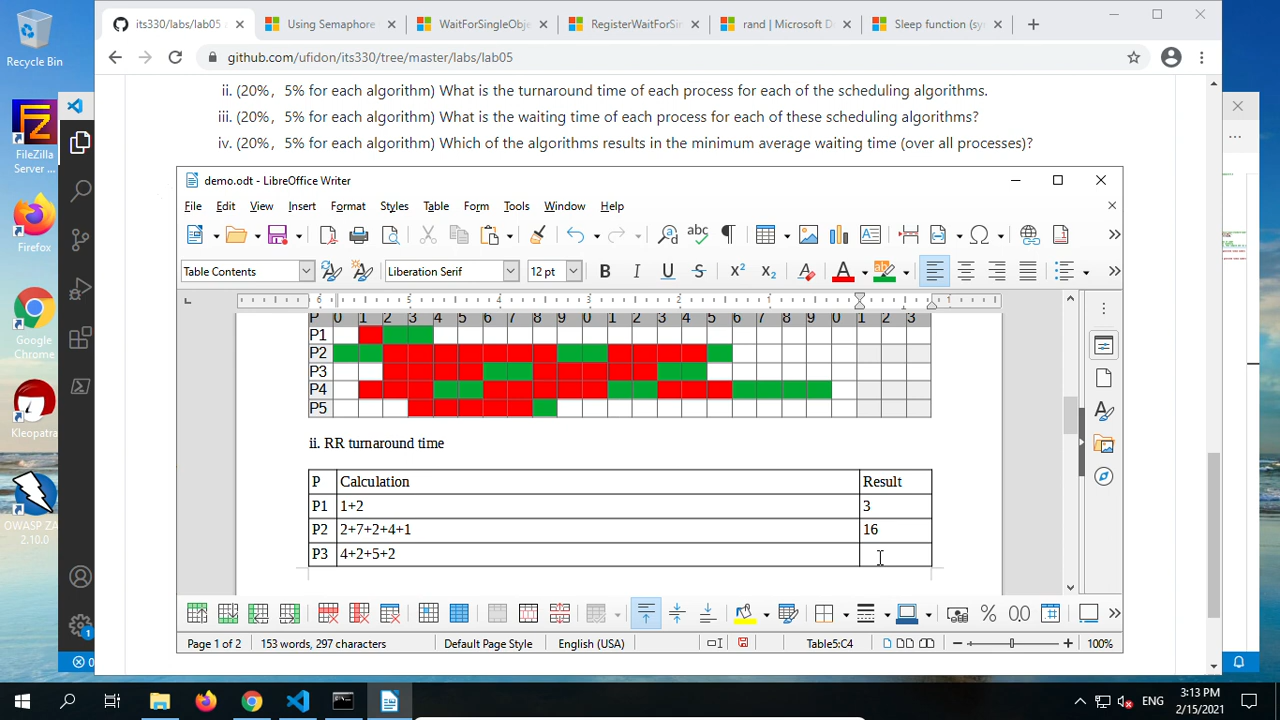 Recycle Bin
FileZilla
Server ...
Firefox
Google
Chrome
Kleopatra
OWASP ZA
2.10.0
its330/labs/lab05
Using Semaphore
WaitForSingleObje
RegisterWaitForSin
rand | Microsoft D
Sleep function (syn
github.com/ufidon/its330/tree/master/labs/lab05
ii. (20%, 5% for each algorithm) What is the turnaround time of each process for each of the scheduling algorithms.
iii. (20%, 5% for each algorithm) What is the waiting time of each process for each of these scheduling algorithms?
iv. (20%, 5% for each algorithm) Which of the algorithms results in the minimum average waiting time (over all processes)?
demo.odt - LibreOffice Writer
File Edit View Insert Format Styles Table Form Tools Window Help
Table Contents Liberation Serif 12 pt
P 0 1 2 3 4 5 6 7 8 9 0 1 2 3 4 5 6 7 8 9 0 1 2 3
P1
P2
P3
P4
P5
ii. RR turnaround time
P Calculation Result
P1 1+2 3
P2 2+7+2+4+1 16
P3 4+2+5+2
Page 1 of 2 153 words, 297 characters Default Page Style English (USA) Table5:C4 100%
ENG
3:13 PM
2/15/2021